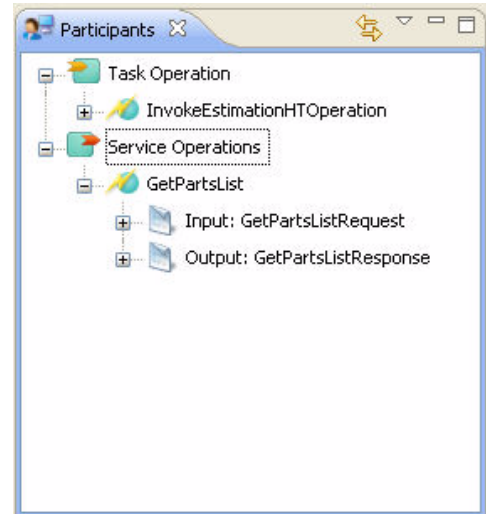 Participants
Task Operation
InvokeEstimationHTOperation
Service Operations
GetPartsList
Input: GetPartsListRequest
Output: GetPartsListResponse